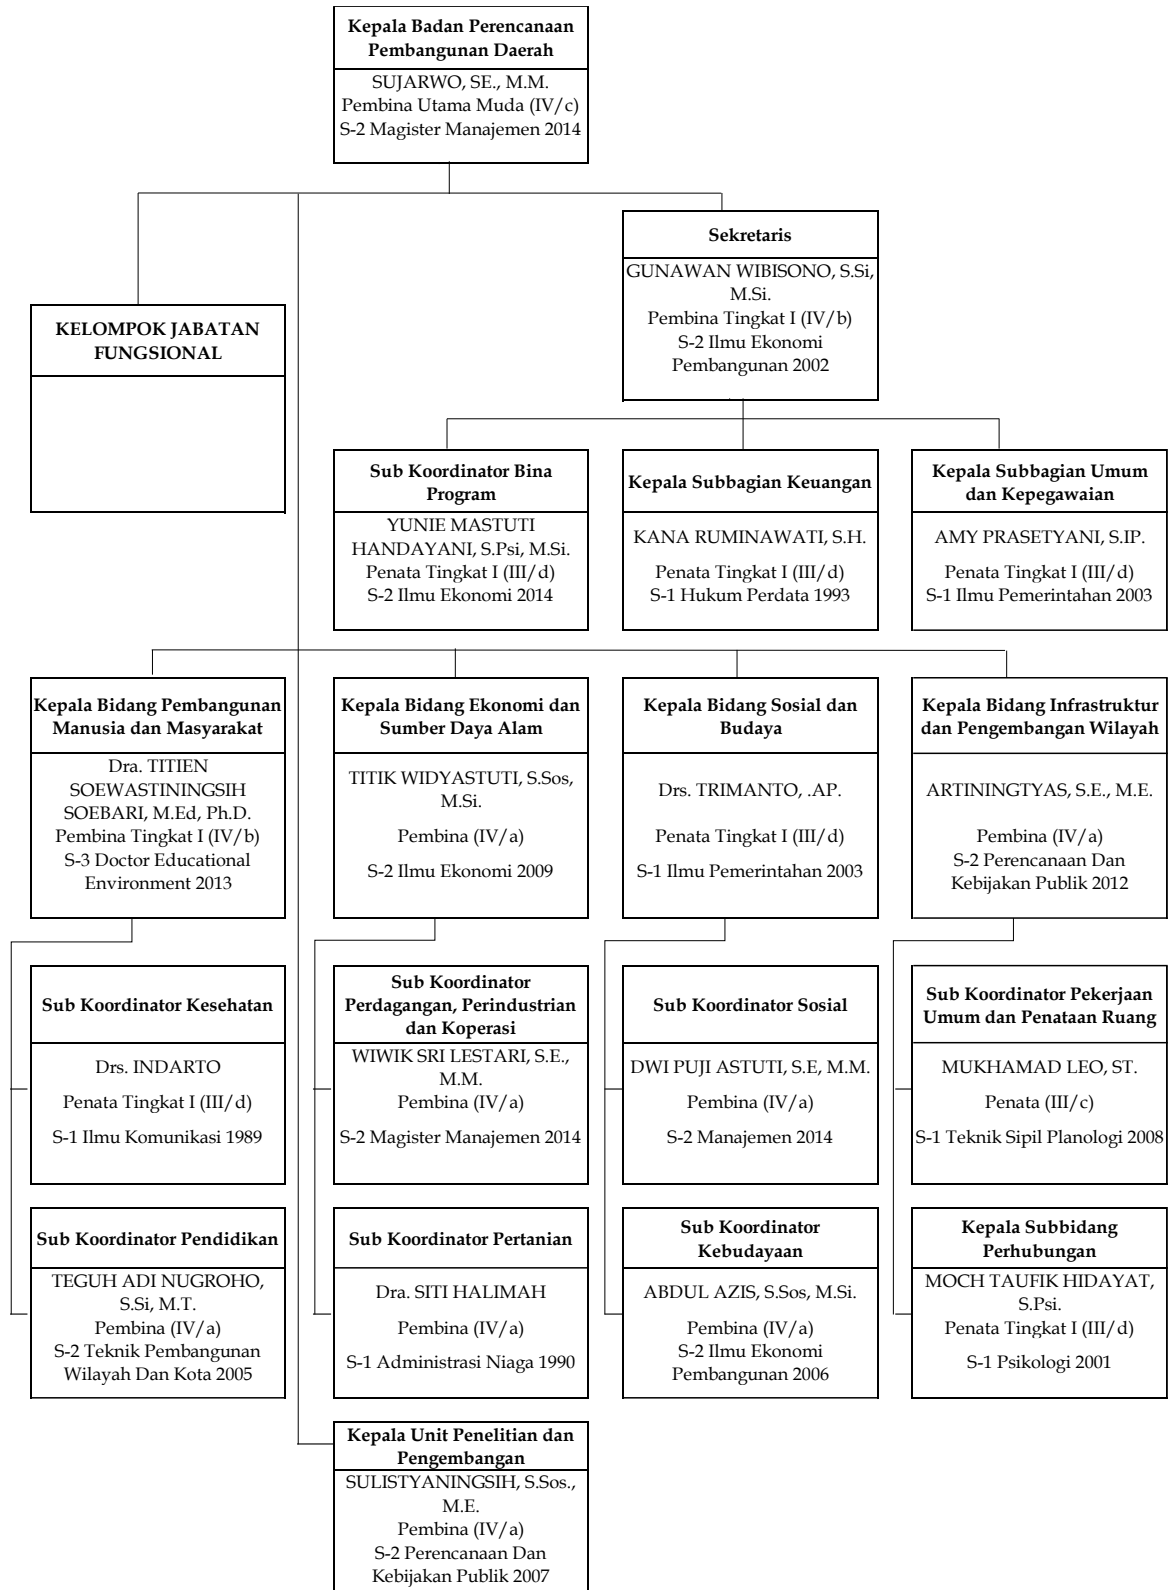 Kepala Badan Perencanaan
Pembangunan Daerah
SUJARWO, SE., M.M.
Pembina Utama Muda (IV/c)
S-2 Magister Manajemen 2014
Sekretaris
GUNAWAN WIBISONO, S.Si,
M.Si.
Pembina Tingkat I (IV/b)
S-2 Ilmu Ekonomi
Pembangunan 2002
KELOMPOK JABATAN
FUNGSIONAL
Sub Koordinator Bina
Program
YUNIE MASTUTI
HANDAYANI, S.Psi, M.Si.
Penata Tingkat I (III/d)
S-2 Ilmu Ekonomi 2014
Kepala Subbagian Keuangan
KANA RUMINAWATI, S.H.
Penata Tingkat I (III/d)
S-1 Hukum Perdata 1993
Kepala Subbagian Umum
dan Kepegawaian
AMY PRASETYANI, S.IP.
Penata Tingkat I (III/d)
S-1 Ilmu Pemerintahan 2003
Kepala Bidang Pembangunan
Manusia dan Masyarakat
Dra. TITIEN
SOEWASTININGSIH
SOEBARI, M.Ed, Ph.D.
Pembina Tingkat I (IV/b)
S-3 Doctor Educational
Environment 2013
Kepala Bidang Ekonomi dan
Sumber Daya Alam
TITIK WIDYASTUTI, S.Sos,
M.Si.
Pembina (IV/a)
S-2 Ilmu Ekonomi 2009
Kepala Bidang Sosial dan
Budaya
Drs. TRIMANTO, .AP.
Penata Tingkat I (III/d)
S-1 Ilmu Pemerintahan 2003
Kepala Bidang Infrastruktur
dan Pengembangan Wilayah
ARTININGTYAS, S.E., M.E.
Pembina (IV/a)
S-2 Perencanaan Dan
Kebijakan Publik 2012
Sub Koordinator Kesehatan
Drs. INDARTO
Penata Tingkat I (III/d)
S-1 Ilmu Komunikasi 1989
Sub Koordinator
Perdagangan, Perindustrian
dan Koperasi
WIWIK SRI LESTARI, S.E.,
M.M.
Pembina (IV/a)
S-2 Magister Manajemen 2014
Sub Koordinator Sosial
DWI PUJI ASTUTI, S.E, M.M.
Pembina (IV/a)
S-2 Manajemen 2014
Sub Koordinator Pekerjaan
Umum dan Penataan Ruang
MUKHAMAD LEO, ST.
Penata (III/c)
S-1 Teknik Sipil Planologi 2008
Sub Koordinator Pendidikan
TEGUH ADI NUGROHO,
S.Si, M.T.
Pembina (IV/a)
S-2 Teknik Pembangunan
Wilayah Dan Kota 2005
Sub Koordinator Pertanian
Dra. SITI HALIMAH
Pembina (IV/a)
S-1 Administrasi Niaga 1990
Sub Koordinator
Kebudayaan
ABDUL AZIS, S.Sos, M.Si.
Pembina (IV/a)
S-2 Ilmu Ekonomi
Pembangunan 2006
Kepala Subbidang
Perhubungan
MOCH TAUFIK HIDAYAT,
S.Psi.
Penata Tingkat I (III/d)
S-1 Psikologi 2001
Kepala Unit Penelitian dan
Pengembangan
SULISTYANINGSIH, S.Sos.,
M.E.
Pembina (IV/a)
S-2 Perencanaan Dan
Kebijakan Publik 2007